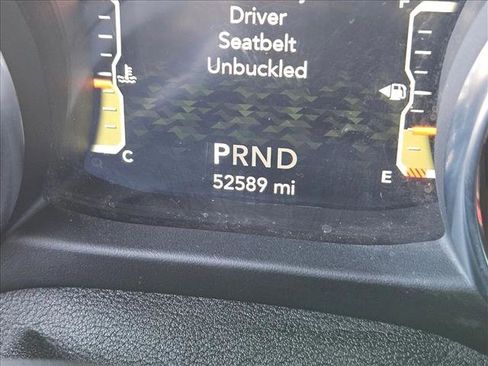 F
Driver
Seatbelt
Unbuckled
PRND
C
E
52589 mi